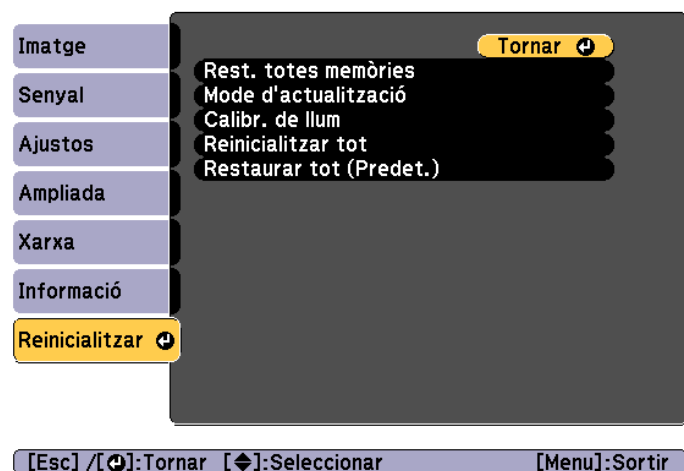 Imatge
Senyal
Ajustos
Ampliada
Xarxa
Informació
Reinicialitzar
Tornar
Rest. totes memòries
Mode d'actualització
Calibr. de llum
Reinicialitzar tot
Restaurar tot (Predet.)
[Esc] /[⏎]:Tornar [◆]:Seleccionar [Menu]:Sortir